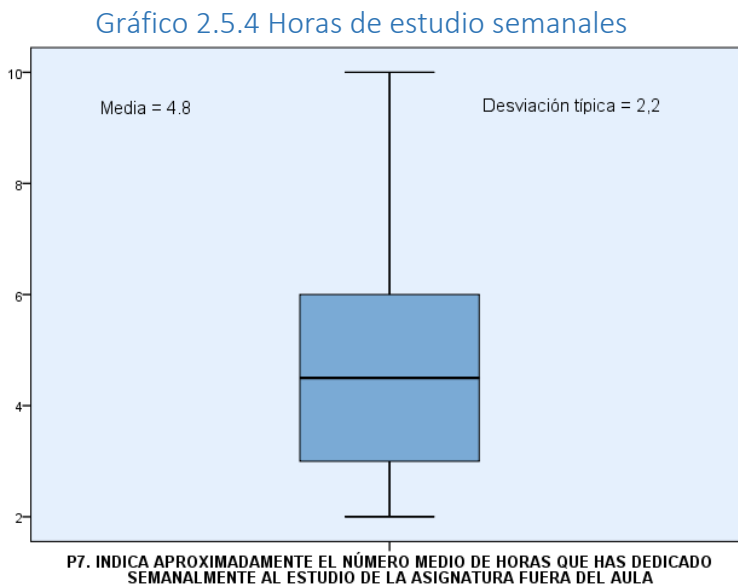 Gráfico 2.5.4 Horas de estudio semanales
10
Media = 4.8
Desviación típica = 2,2
8
6
4
2
P7. INDICA APROXIMADAMENTE EL NÚMERO MEDIO DE HORAS QUE HAS DEDICADO
SEMANALMENTE AL ESTUDIO DE LA ASIGNATURA FUERA DEL AULA